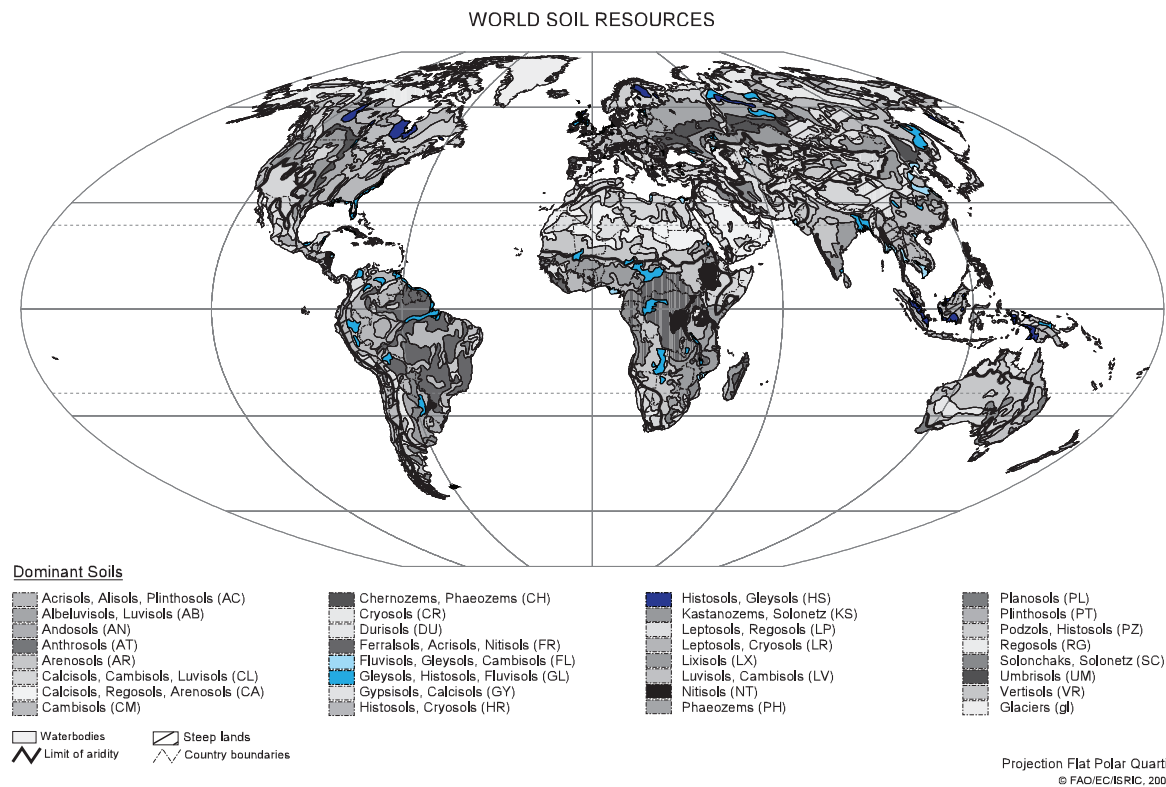 WORLD SOIL RESOURCES
Dominant Soils
Acrisols, Alisols, Plinthosols (AC)
Albeluvisols, Luvisols (AB)
Andosols (AN)
Anthrosols (AT)
Arenosols (AR)
Calcisols, Cambisols, Luvisols (CL)
Calcisols, Regosols, Arenosols (CA)
Cambisols (CM)
Chernozems, Phaeozems (CH)
Cryosols (CR)
Durisols (DU)
Ferralsols, Acrisols, Nitisols (FR)
Fluvisols, Gleysols, Cambisols (FL)
Gleysols, Histosols, Fluvisols (GL)
Gypsisols, Calcisols (GY)
Histosols, Cryosols (HR)
Histosols, Gleysols (HS)
Kastanozems, Solonetz (KS)
Leptosols, Regosols (LP)
Leptosols, Cryosols (LR)
Lixisols (LX)
Luvisols, Cambisols (LV)
Nitisols (NT)
Phaeozems (PH)
Planosols (PL)
Plinthosols (PT)
Podzols, Histosols (PZ)
Regosols (RG)
Solonchaks, Solonetz (SC)
Umbrisols (UM)
Vertisols (VR)
Glaciers (gl)
Waterbodies
Limit of aridity
Steep lands
Country boundaries
Projection Flat Polar Quarti
© FAO/EC/ISRIC, 200